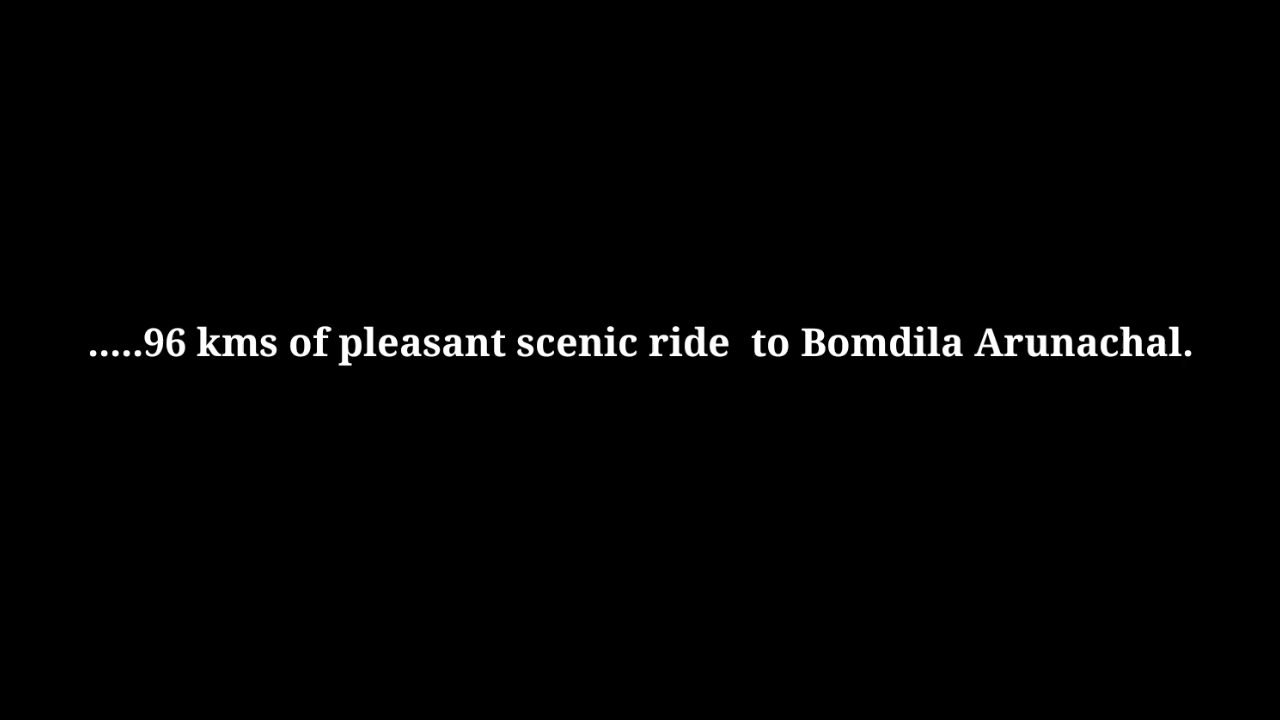 .....96 kms of pleasant scenic ride  to Bomdila Arunachal.